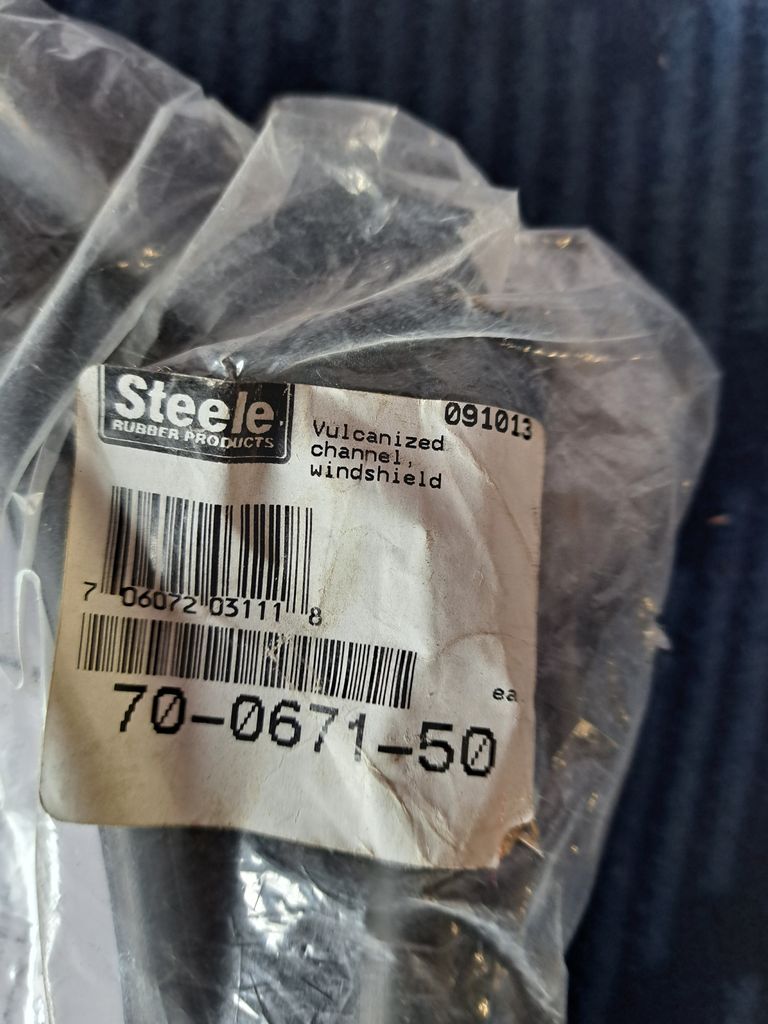 Steele
RUBBER PRODUCTS
091013
Vulcanized
channel,
windshield
7 06072 03111 8
ea
70-0671-50